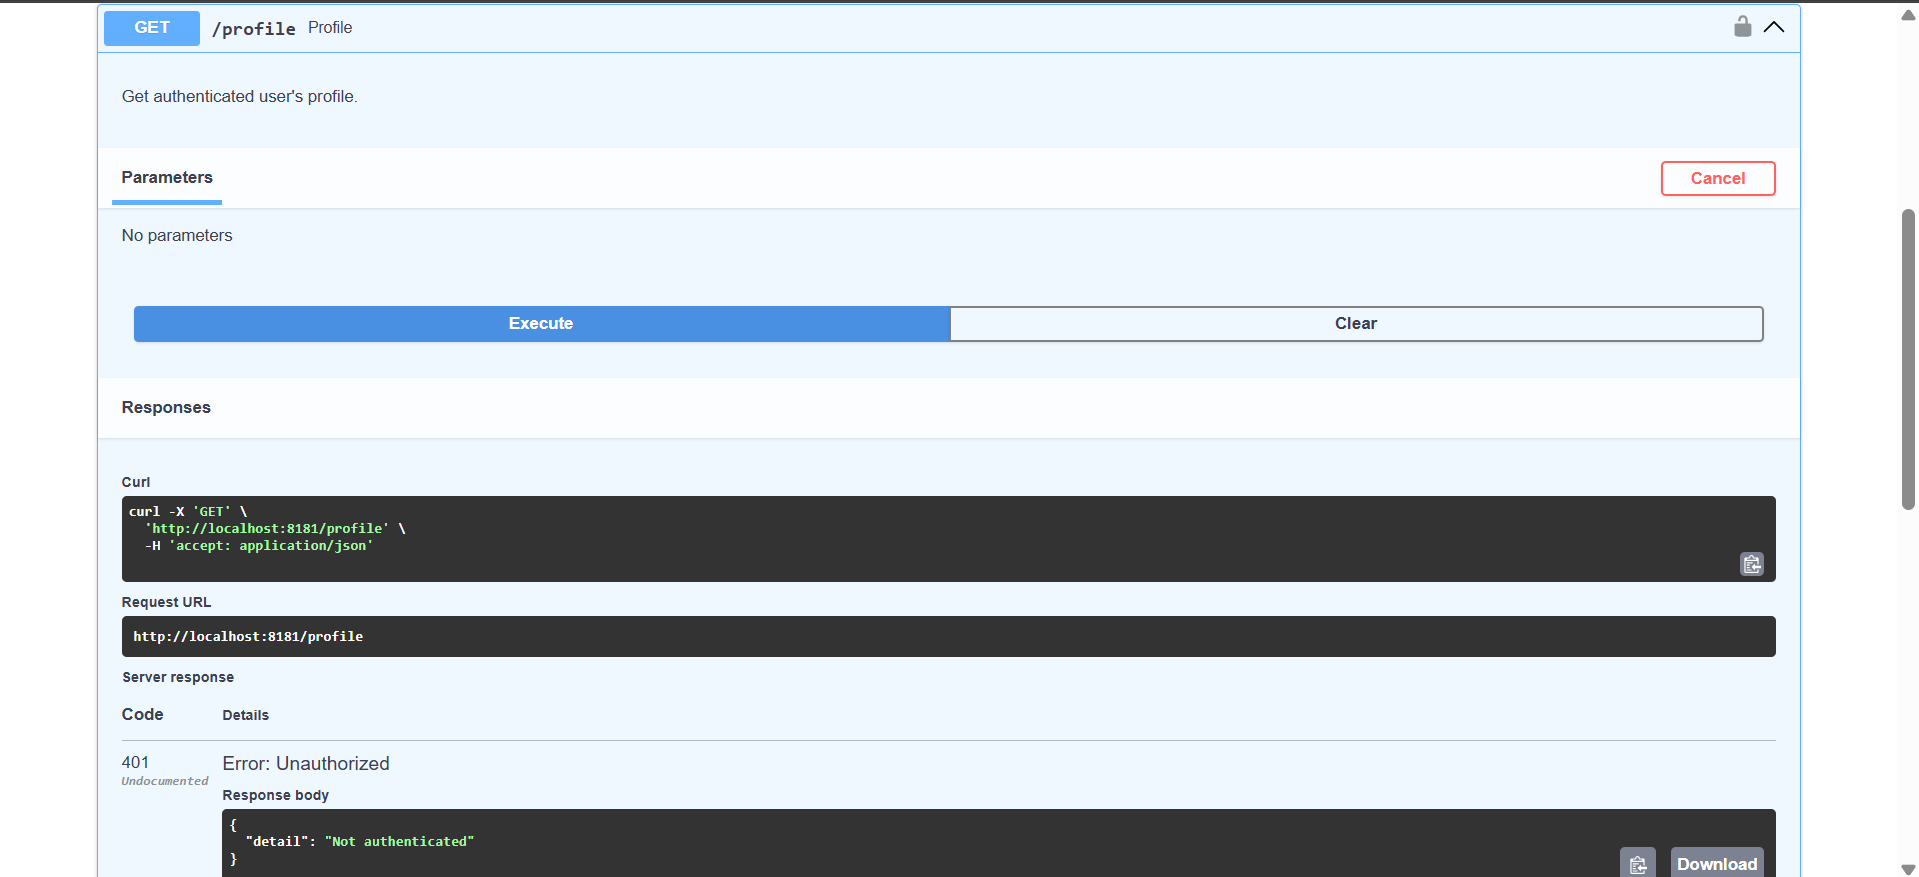 GET /profile Profile
Get authenticated user's profile.
Parameters
Cancel
No parameters
Execute
Clear
Responses
Curl
curl -X 'GET' \
  'http://localhost:8181/profile' \
  -H 'accept: application/json'
Request URL
http://localhost:8181/profile
Server response
Code Details
401 Error: Unauthorized
Undocumented
Response body
{
  "detail": "Not authenticated"
}
Download